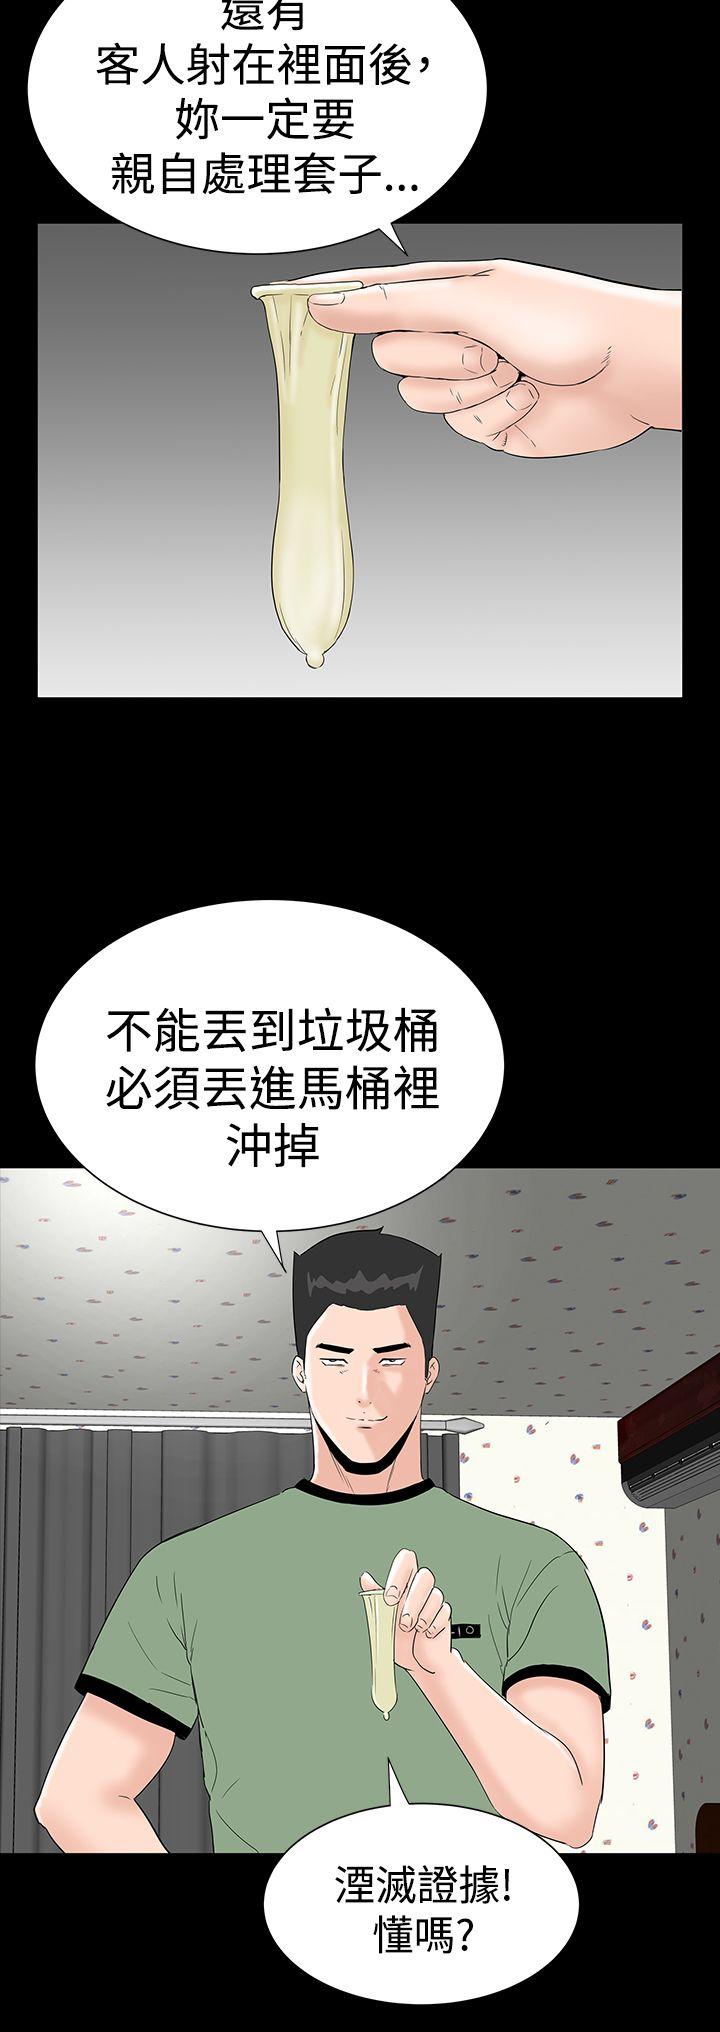 還有
客人射在裡面後，
妳一定要
親自處理套子…
不能丟到垃圾桶
必須丟進馬桶裡
沖掉
湮滅證據!
懂嗎?